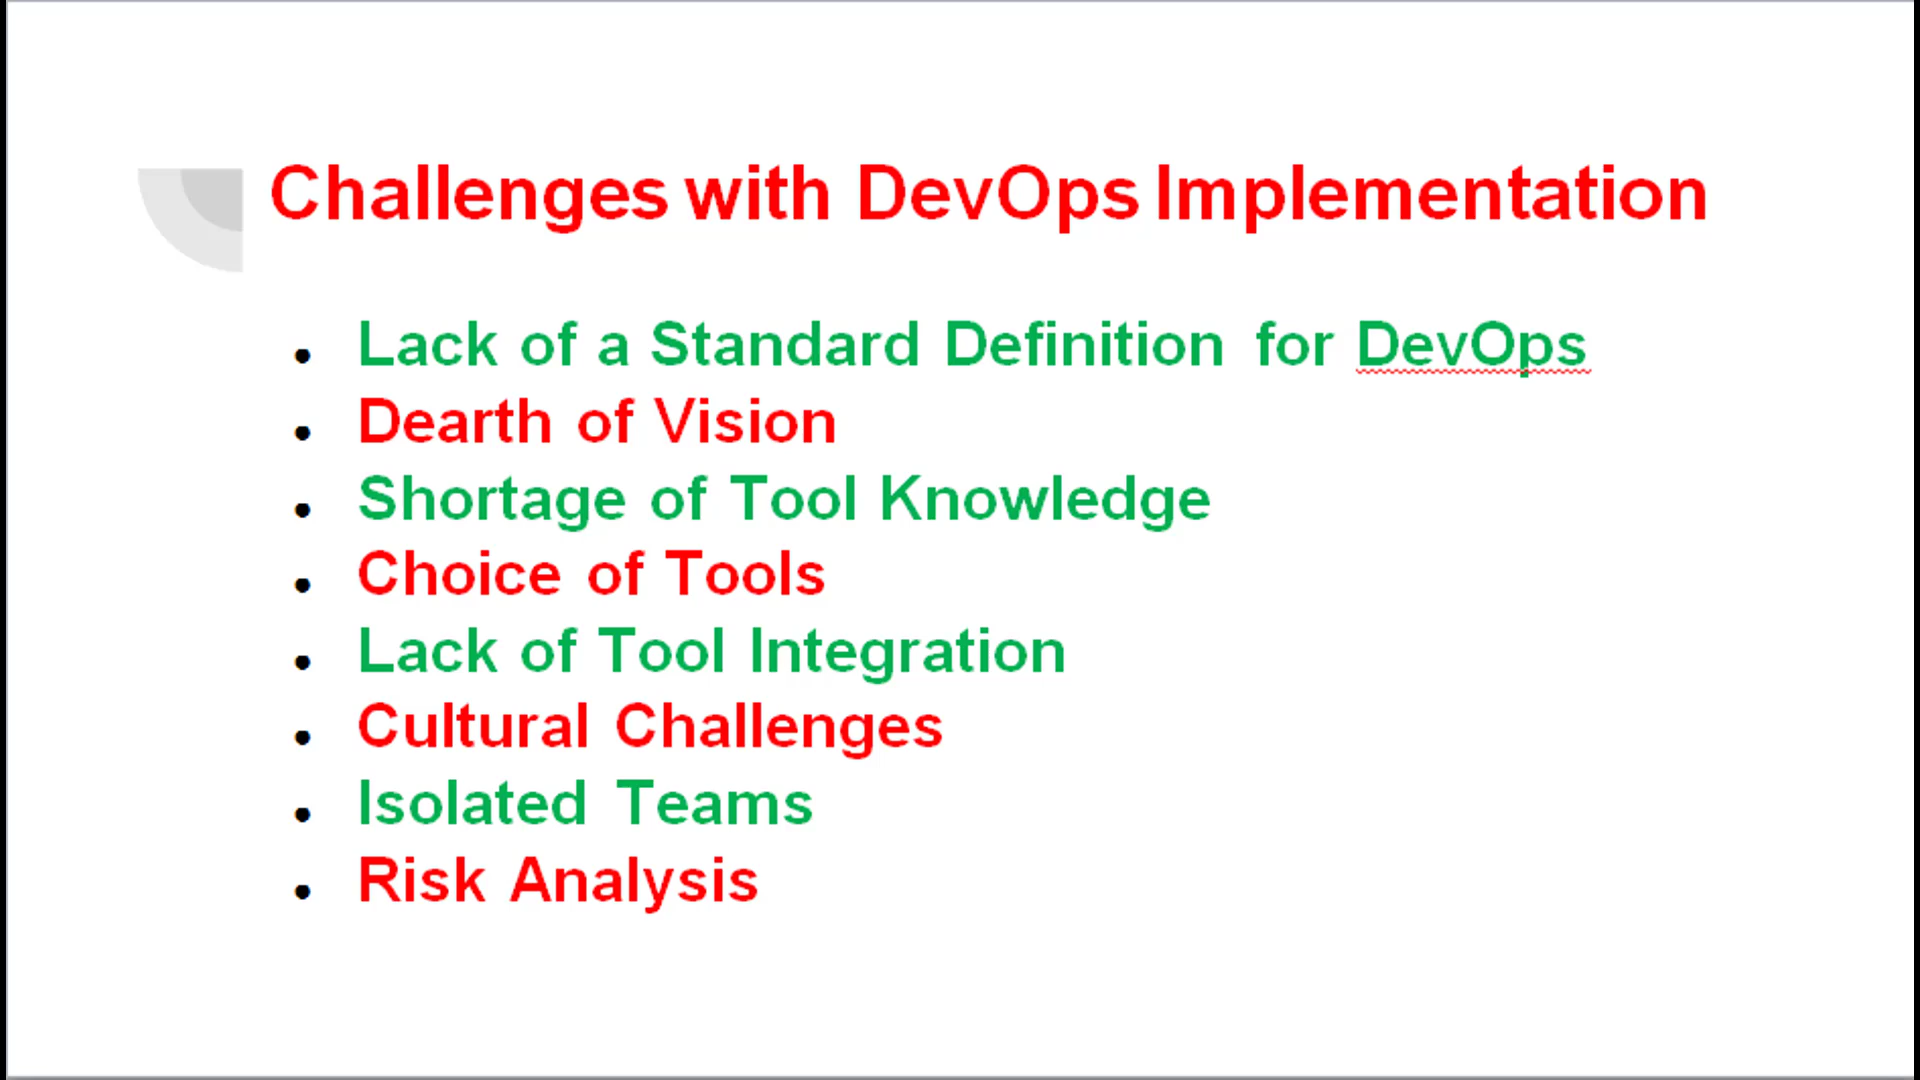 Challenges with DevOps Implementation
• Lack of a Standard Definition for DevOps
• Dearth of Vision
• Shortage of Tool Knowledge
• Choice of Tools
• Lack of Tool Integration
• Cultural Challenges
• Isolated Teams
• Risk Analysis